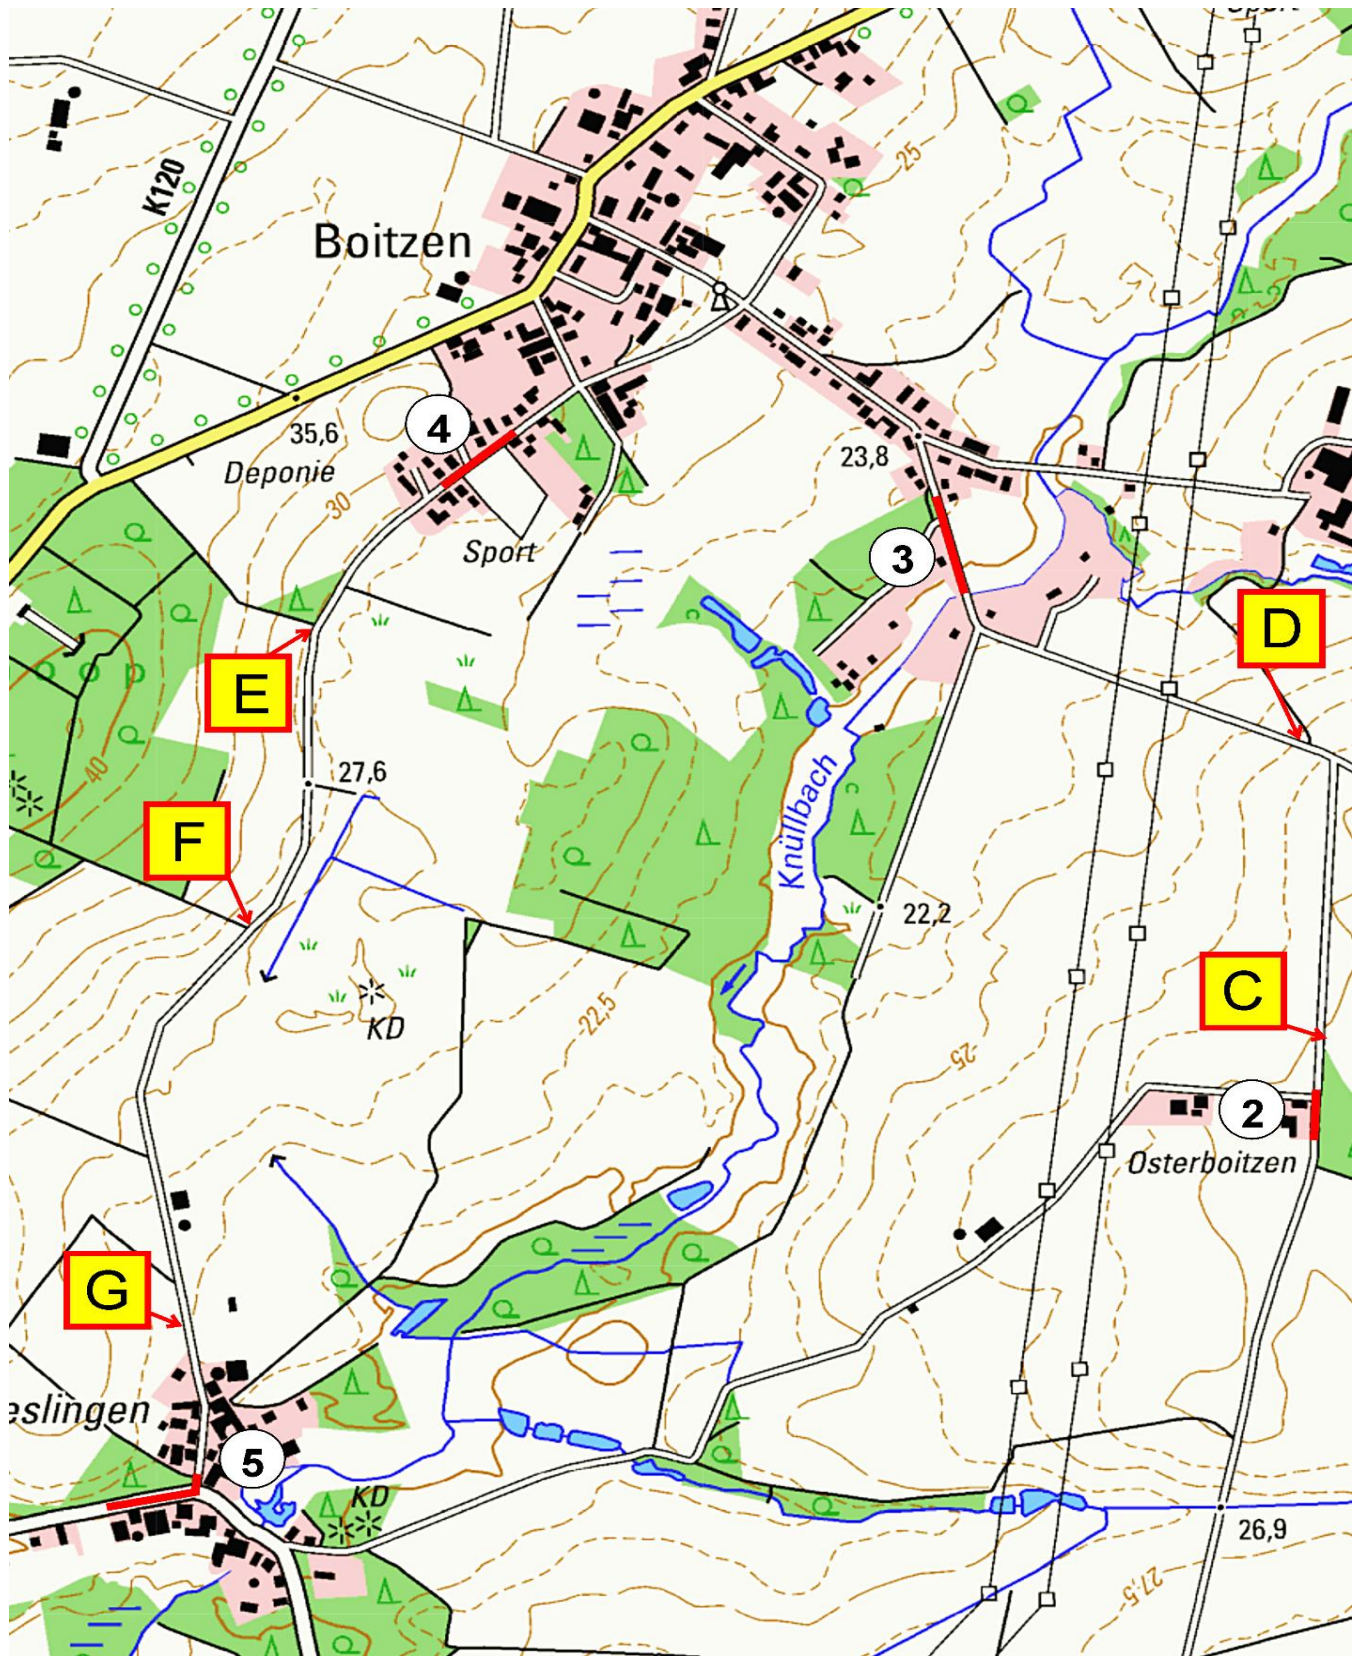 K120
25
Boitzen
4
35,6
Deponie
23,8
30
Sport
3
D
E
40
27,6
Knüllbach
F
22,2
C
22,5
KD
25
2
Osterboitzen
G
eslingen
5
KD
26,9
27,5